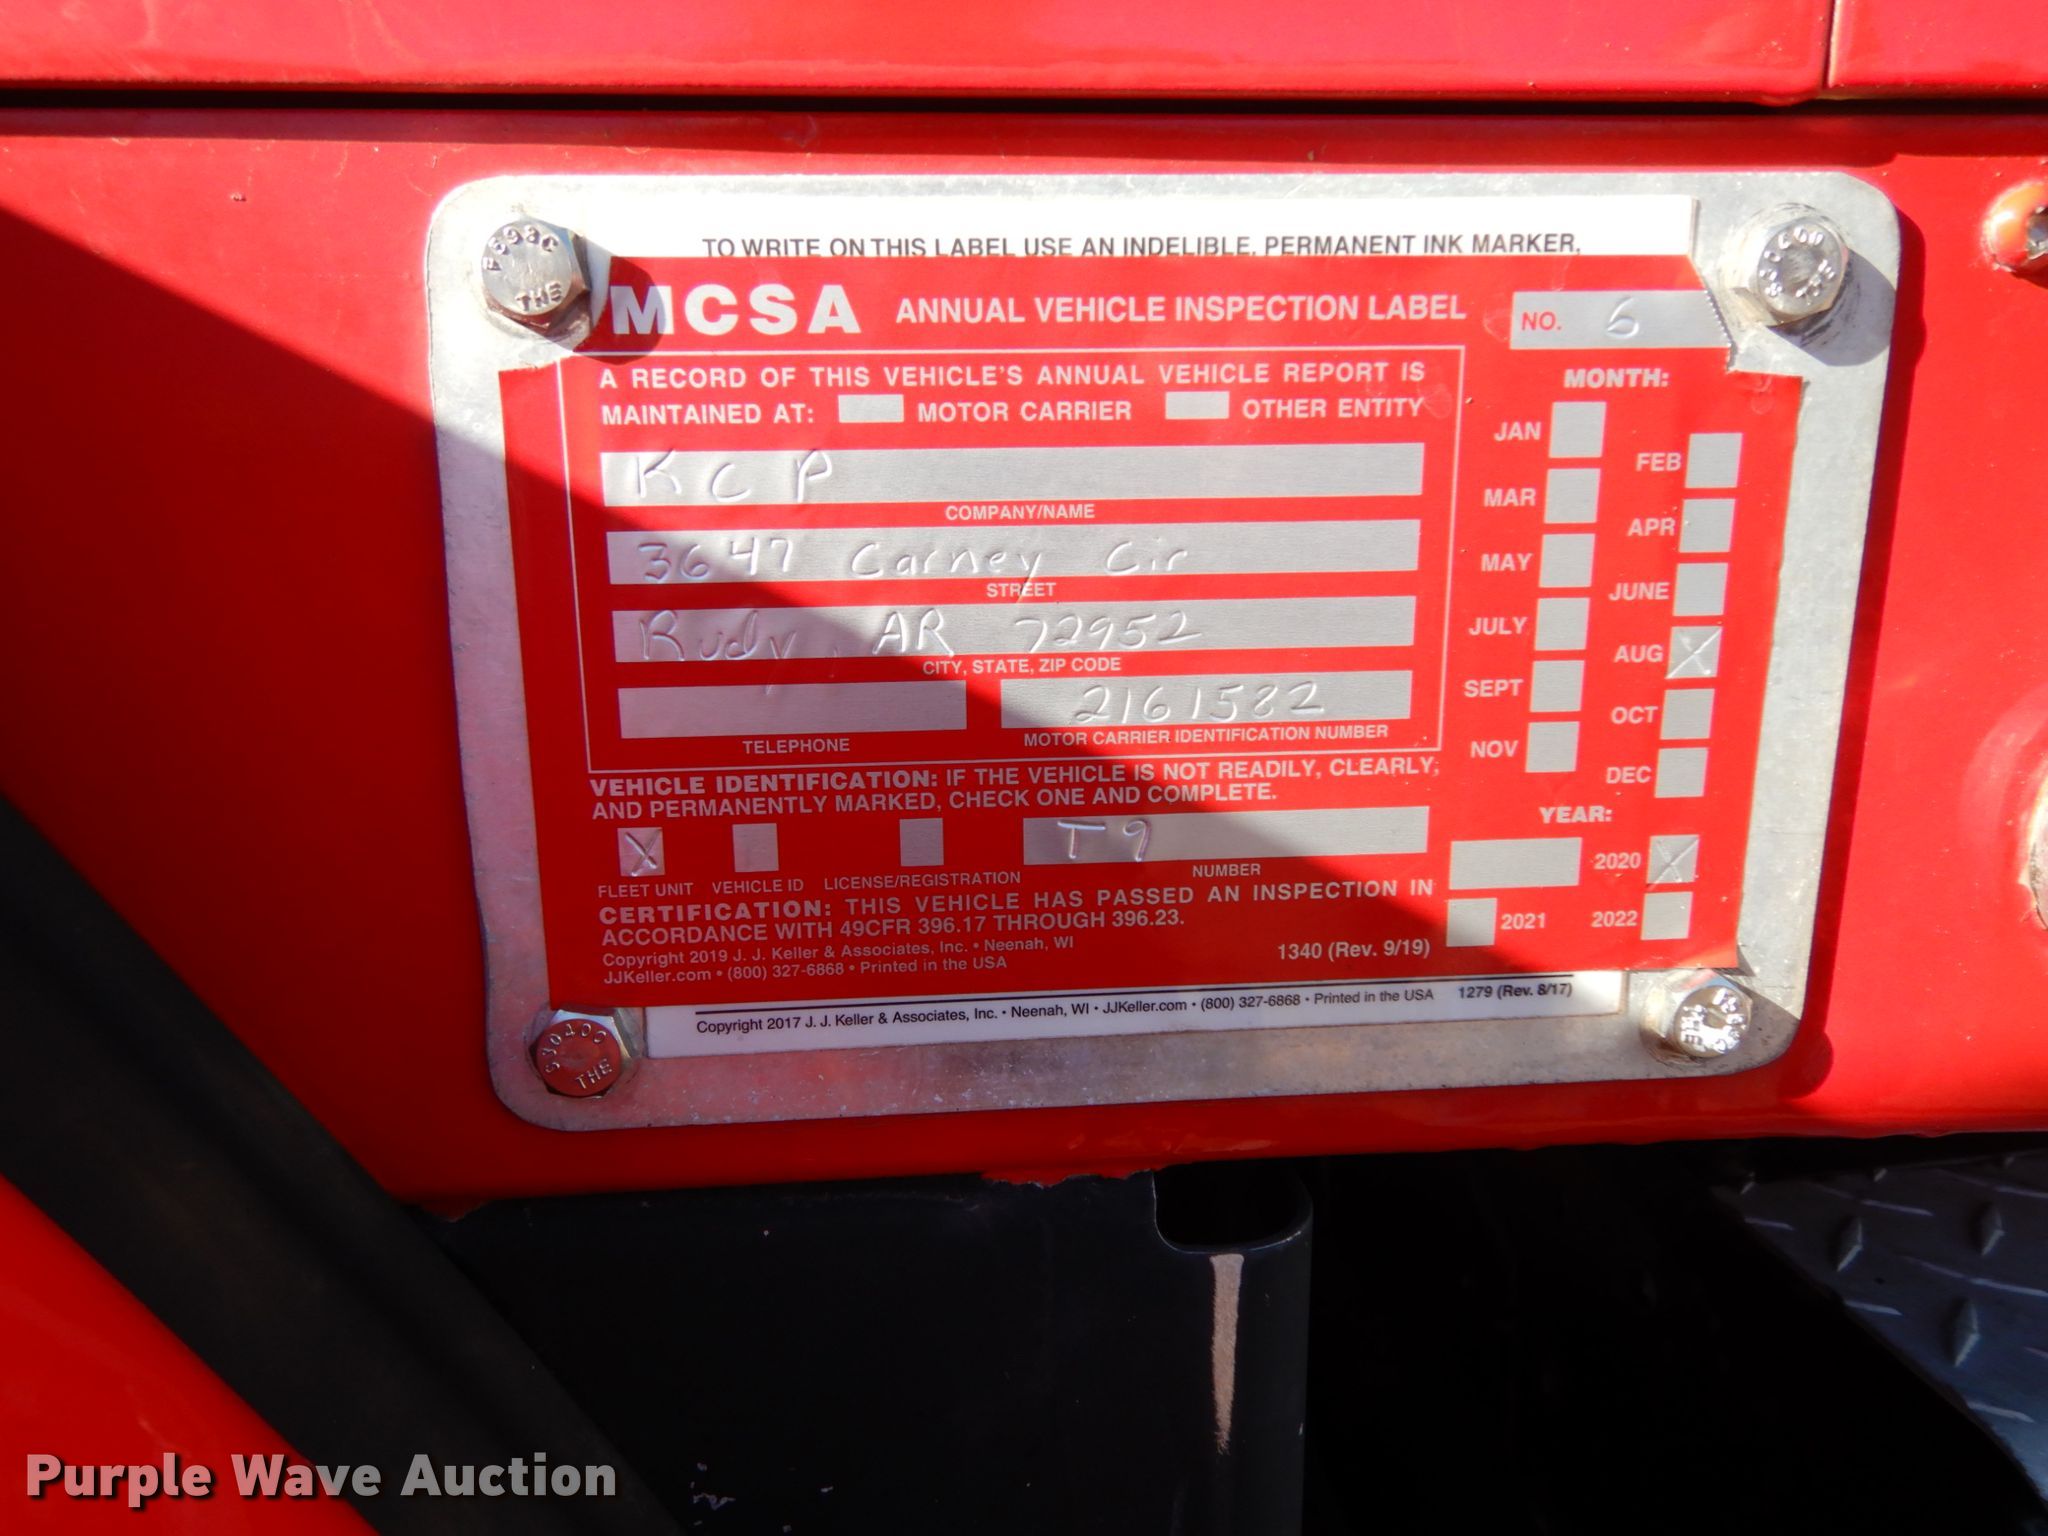 TO WRITE ON THIS LABEL USE AN INDELIBLE, PERMANENT INK MARKER.
MCSA ANNUAL VEHICLE INSPECTION LABEL
NO. 6
A RECORD OF THIS VEHICLE'S ANNUAL VEHICLE REPORT IS
MAINTAINED AT: MOTOR CARRIER OTHER ENTITY
KCP
COMPANY/NAME
3647 Carney Cir
STREET
Rudy, AR 72952
CITY, STATE, ZIP CODE
2161582
TELEPHONE MOTOR CARRIER IDENTIFICATION NUMBER
VEHICLE IDENTIFICATION: IF THE VEHICLE IS NOT READILY, CLEARLY,
AND PERMANENTLY MARKED, CHECK ONE AND COMPLETE.
X T9
FLEET UNIT VEHICLE ID LICENSE/REGISTRATION NUMBER
CERTIFICATION: THIS VEHICLE HAS PASSED AN INSPECTION IN
ACCORDANCE WITH 49CFR 396.17 THROUGH 396.23.
Copyright 2019 J. J. Keller & Associates, Inc. • Neenah, WI
JJKeller.com • (800) 327-6868 • Printed in the USA
1340 (Rev. 9/19)
MONTH:
JAN
FEB
MAR
APR
MAY
JUNE
JULY
AUG X
SEPT
OCT
NOV
DEC
YEAR:
2020 X
2021 2022
Copyright 2017 J. J. Keller & Associates, Inc. • Neenah, WI • JJKeller.com • (800) 327-6868 • Printed in the USA 1279 (Rev. 8/17)
THE
THE
Purple Wave Auction